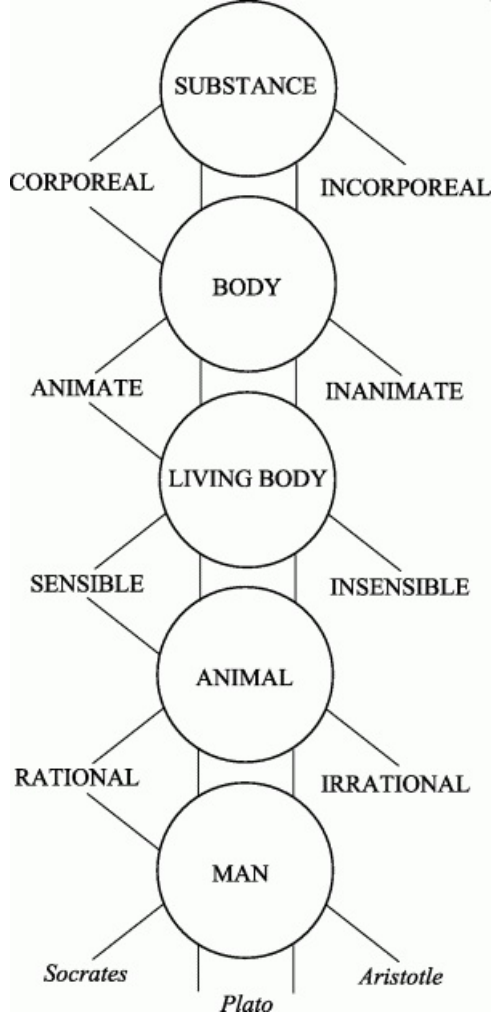 SUBSTANCE
CORPOREAL
INCORPOREAL
BODY
ANIMATE
INANIMATE
LIVING BODY
SENSIBLE
INSENSIBLE
ANIMAL
RATIONAL
IRRATIONAL
MAN
Socrates
Aristotle
Plato